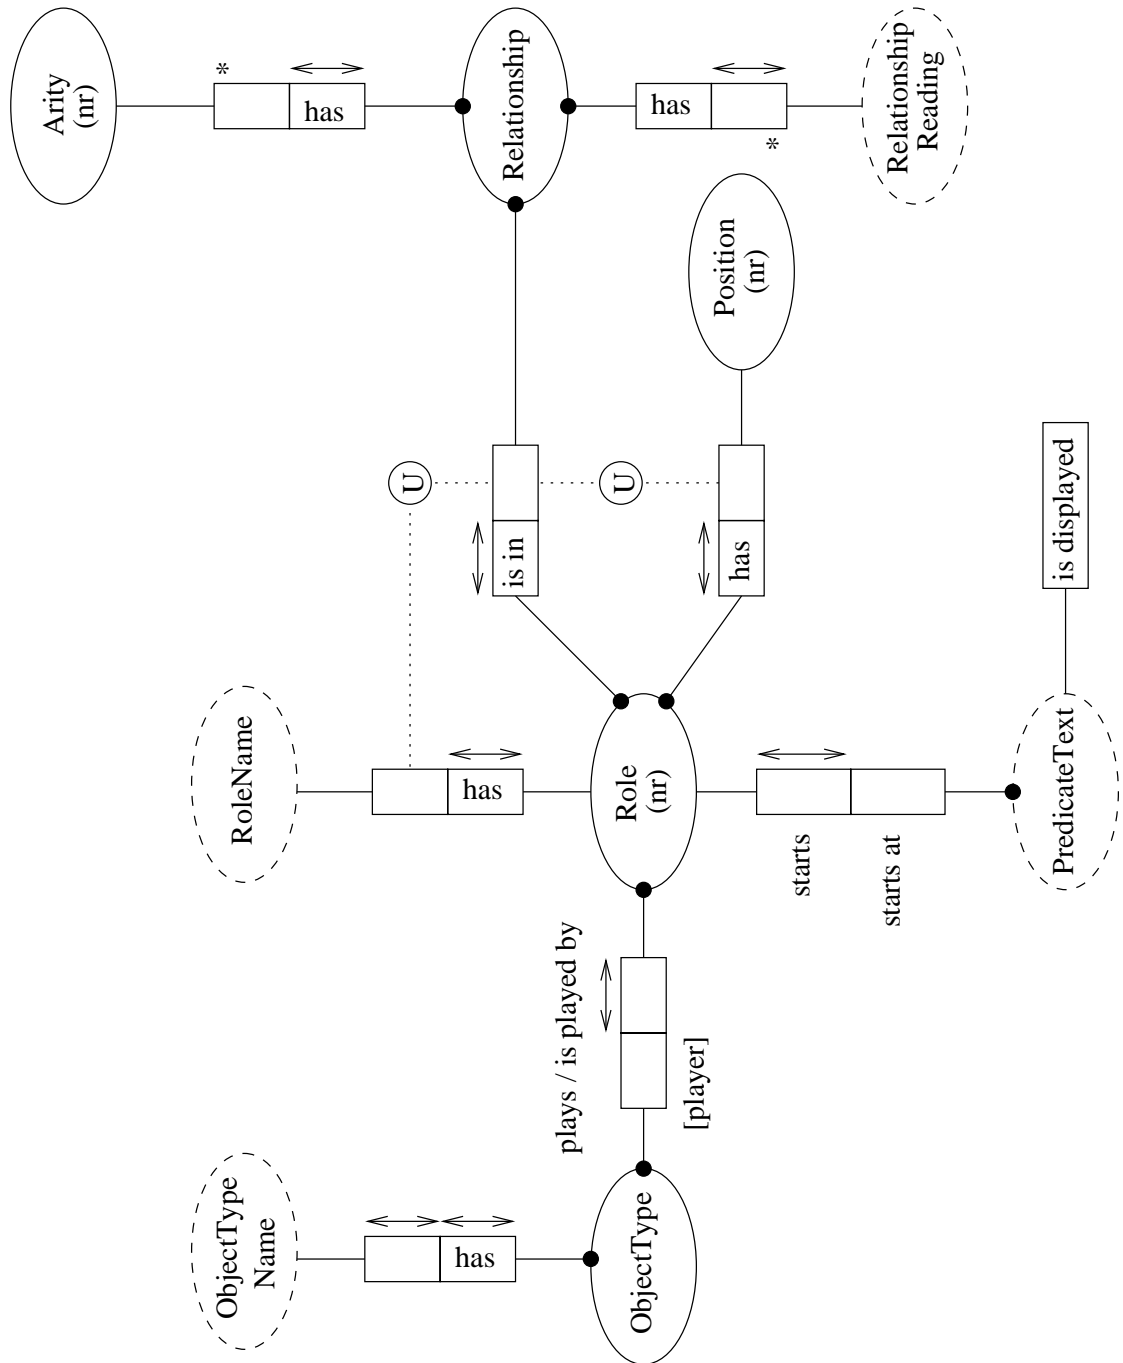 Arity
(nr)
*
has
Relationship
has
*
Relationship
Reading
Position
(nr)
U
U
is in
has
is displayed
RoleName
has
Role
(nr)
starts
starts at
PredicateText
plays / is played by
[player]
ObjectType
Name
has
ObjectType